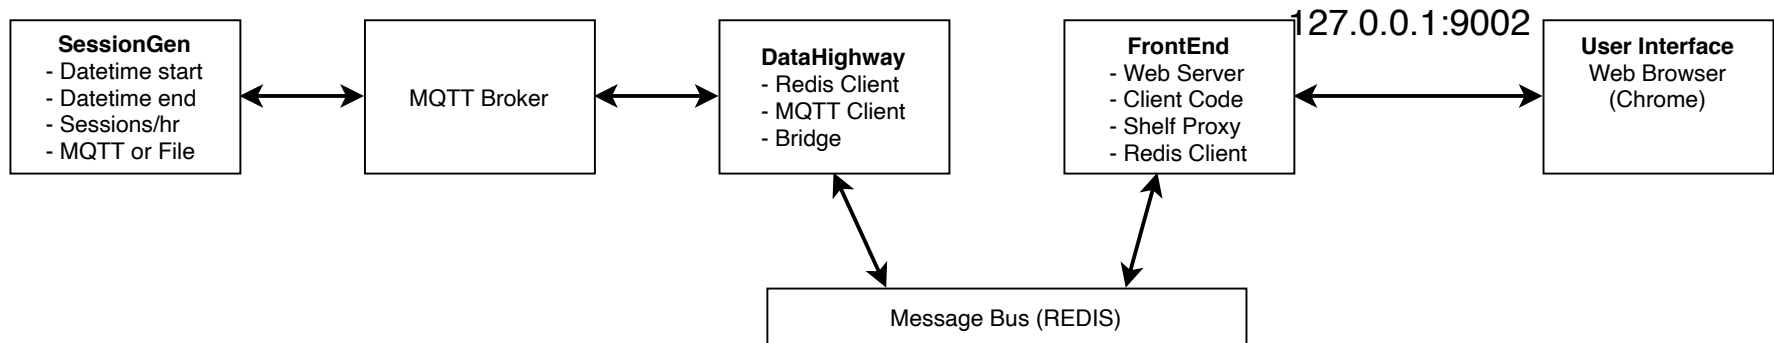 SessionGen
- Datetime start
- Datetime end
- Sessions/hr
- MQTT or File
MQTT Broker
DataHighway
- Redis Client
- MQTT Client
- Bridge
FrontEnd
- Web Server
- Client Code
- Shelf Proxy
- Redis Client
127.0.0.1:9002
User Interface
Web Browser
(Chrome)
Message Bus (REDIS)